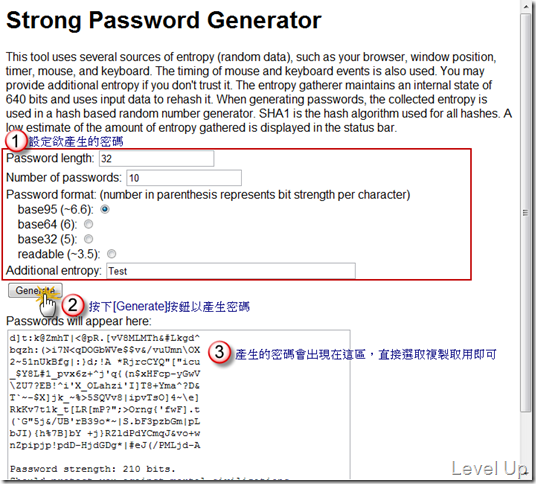 Strong Password Generator
This tool uses several sources of entropy (random data), such as your browser, window position,
timer, mouse, and keyboard. The timing of mouse and keyboard events is also used. You may
provide additional entropy if you don't trust it. The entropy gatherer maintains an internal state of
640 bits and uses input data to rehash it. When generating passwords, the collected entropy is
used in a hash based random number generator. SHA1 is the hash algorithm used for all hashes. A
low estimate of the amount of entropy gathered is displayed in the status bar.
1 設定欲產生的密碼
Password length: 32
Number of passwords: 10
Password format: (number in parenthesis represents bit strength per character)
base95 (~6.6):
base64 (6):
base32 (5):
readable (~3.5):
Additional entropy: Test
Generate
2 按下[Generate]按鈕以產生密碼
Passwords will appear here:
3 產生的密碼會出現在這區，直接選取複製取用即可
d]t:k@ZmhT|<@pR.[vV8MLMTh&#Lkgd^
bqzh:(>i7N<qDOGbWVe$$v&/vuUmn\OX
2~51nUkBfg|:)d;!A *RjzcCYQ"["icu
_$Y8L#i_pvx6z+^j'q{(n$xHFcp-yGwV
\ZU7?EB!^i'X_OLahzi'I]T8+Yma^?D&
T`~-$X]jk_~%>5SQVv8|ipvTsO]4~\e]
RkKv7t1k_t[LR[mP?";>Orng{'fwF].t
(`G"5j&/UB'rB39o*~|S.bF3pzbGm|pL
bJI){h%7B]bY +j}RZ1dPdYCmqJ&vo+w
nZpipjp!pdD-HjdGDg*|#eJ(/PMLjd-A
Password strength: 210 bits.
Level Up